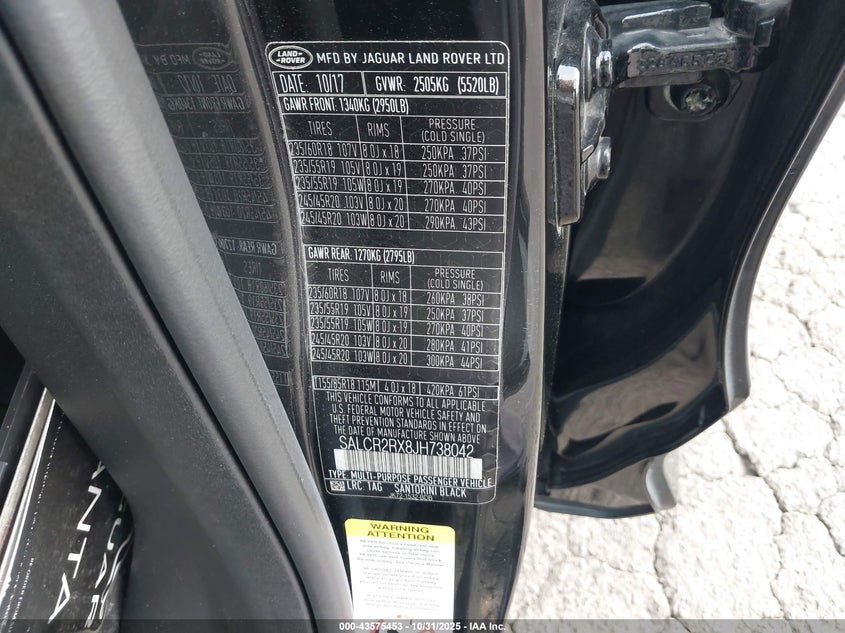 LAND ROVER MFD BY JAGUAR LAND ROVER LTD
DATE: 10/17 GVWR: 2505KG (5520LB)
GAWR FRONT: 1340KG (2950LB)
TIRES RIMS PRESSURE (COLD SINGLE)
235/60R18 107V 8.0J x 18 250KPA 37PSI
235/55R19 105V 8.0J x 19 250KPA 37PSI
235/55R19 105W 8.0J x 19 270KPA 40PSI
245/45R20 103V 8.0J x 20 270KPA 40PSI
245/45R20 103W 8.0J x 20 290KPA 43PSI
GAWR REAR: 1270KG (2795LB)
TIRES RIMS PRESSURE (COLD SINGLE)
235/60R18 107V 8.0J x 18 260KPA 38PSI
235/55R19 105V 8.0J x 19 250KPA 37PSI
235/55R19 105W 8.0J x 19 270KPA 40PSI
245/45R20 103V 8.0J x 20 280KPA 41PSI
245/45R20 103W 8.0J x 20 300KPA 44PSI
T155/85R18 115M 4.0J x 18 420KPA 61PSI
THIS VEHICLE CONFORMS TO ALL APPLICABLE
U.S. FEDERAL MOTOR VEHICLE SAFETY AND
THEFT PREVENTION STANDARDS IN EFFECT ON
THE DATE OF MANUFACTURE SHOWN ABOVE.
SALCR2RX8JH738042
TYPE: MULTI-PURPOSE PASSENGER VEHICLE
LRC: 1AG SANTORINI BLACK
WARNING
ATTENTION
000-43575453 - 10/31/2025 - IAA Inc.